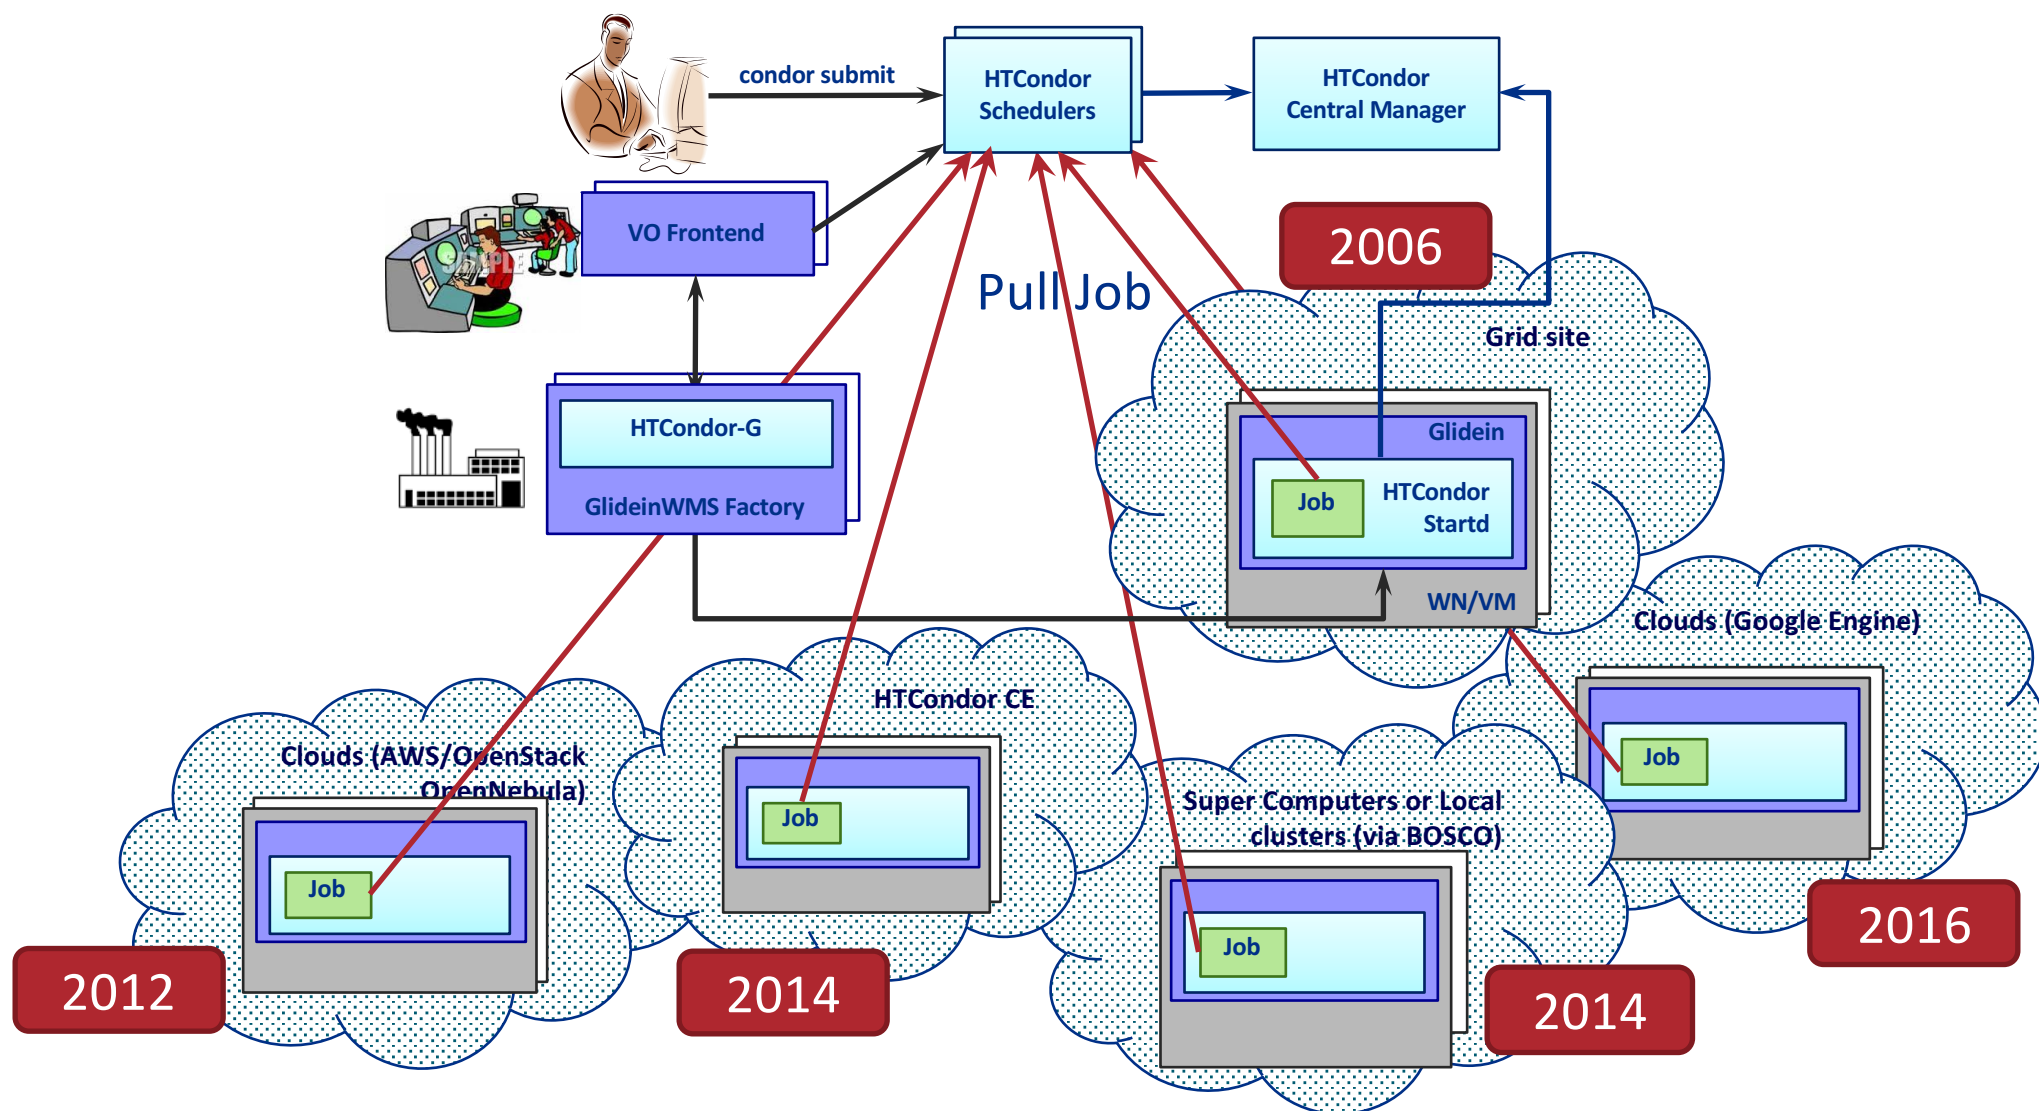 condor submit
HTCondor
Schedulers
HTCondor
Central Manager
VO Frontend
SAMPLE
2006
Pull Job
Grid site
HTCondor-G
GlideinWMS Factory
Glidein
Job
HTCondor
Startd
WN/VM
Clouds (Google Engine)
Job
HTCondor CE
Job
Clouds (AWS/OpenStack
OpenNebula)
Job
Super Computers or Local
clusters (via BOSCO)
Job
2016
2012
2014
2014